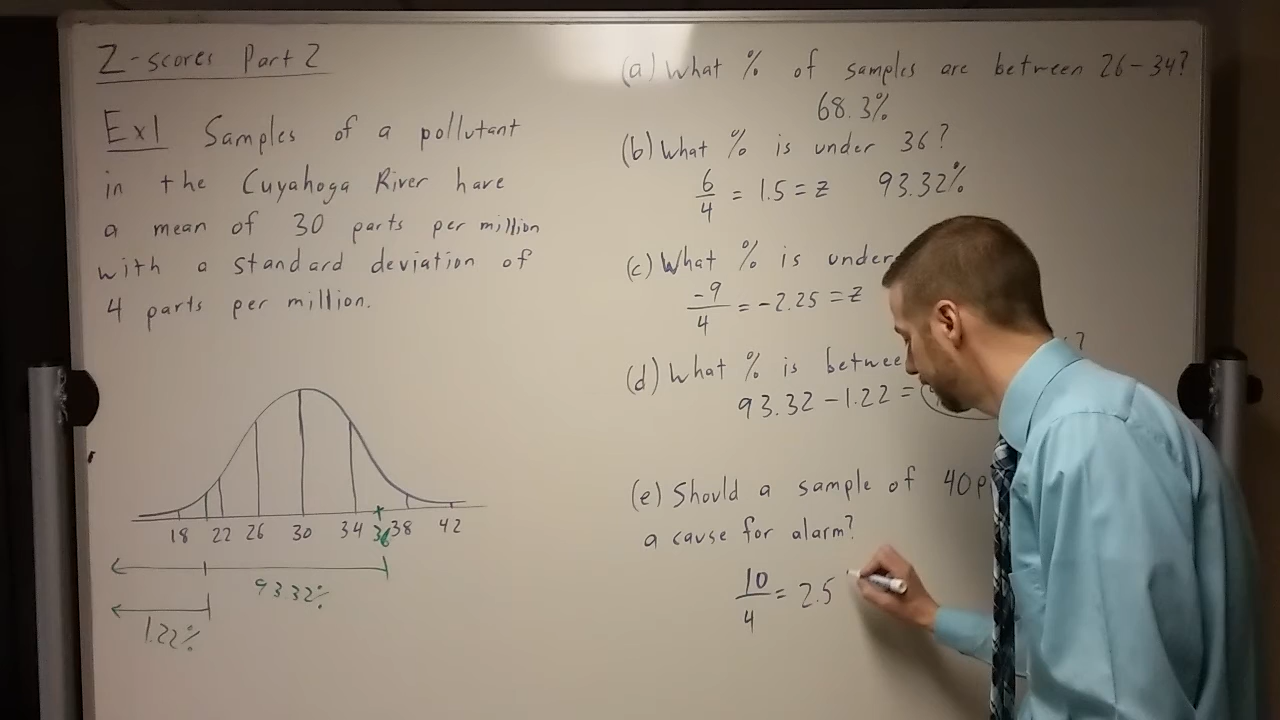 Z-scores Part 2
Ex1 Samples of a pollutant
in the Cuyahoga River have
a mean of 30 parts per million
with a standard deviation of
4 parts per million.
18 22 26 30 34 36 38 42
93.32%
1.22%
(a) What % of samples are between 26-34?
68.3%
(b) What % is under 36?
6/4 = 1.5 = z 93.32%
(c) What % is under
-9/4 = -2.25 = z
(d) What % is between
93.32 - 1.22 =
(e) Should a sample of 40p
a cause for alarm?
10/4 = 2.5